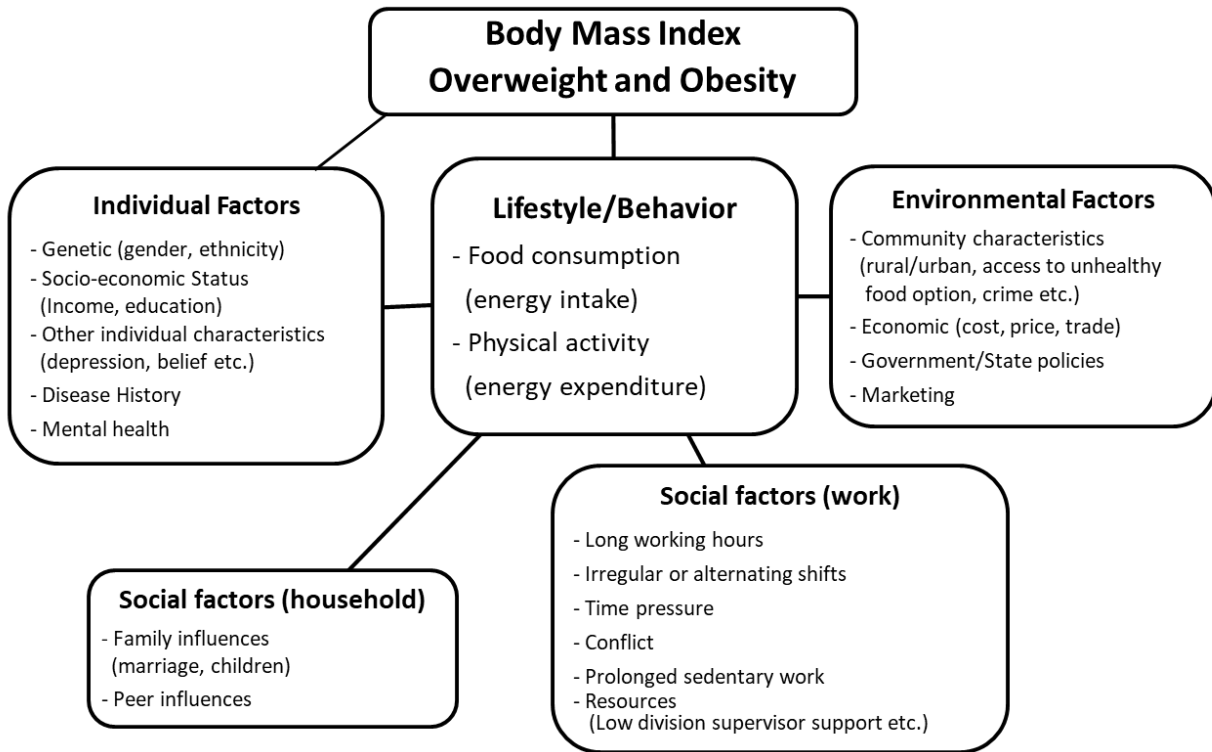 Body Mass Index
Overweight and Obesity
Individual Factors
- Genetic (gender, ethnicity)
- Socio-economic Status
(Income, education)
- Other individual characteristics
(depression, belief etc.)
- Disease History
- Mental health
Lifestyle/Behavior
- Food consumption
(energy intake)
- Physical activity
(energy expenditure)
Environmental Factors
- Community characteristics
(rural/urban, access to unhealthy
food option, crime etc.)
- Economic (cost, price, trade)
- Government/State policies
- Marketing
Social factors (household)
- Family influences
(marriage, children)
- Peer influences
Social factors (work)
- Long working hours
- Irregular or alternating shifts
- Time pressure
- Conflict
- Prolonged sedentary work
- Resources
(Low division supervisor support etc.)